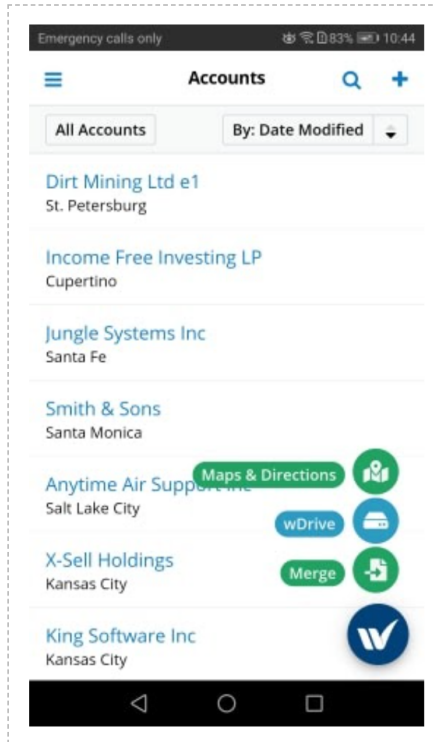 Emergency calls only 83% 10:44
Accounts
All Accounts By: Date Modified
Dirt Mining Ltd e1
St. Petersburg
Income Free Investing LP
Cupertino
Jungle Systems Inc
Santa Fe
Smith & Sons
Santa Monica
Maps & Directions
Anytime Air Support Inc
Salt Lake City
wDrive
X-Sell Holdings
Merge
Kansas City
King Software Inc
Kansas City